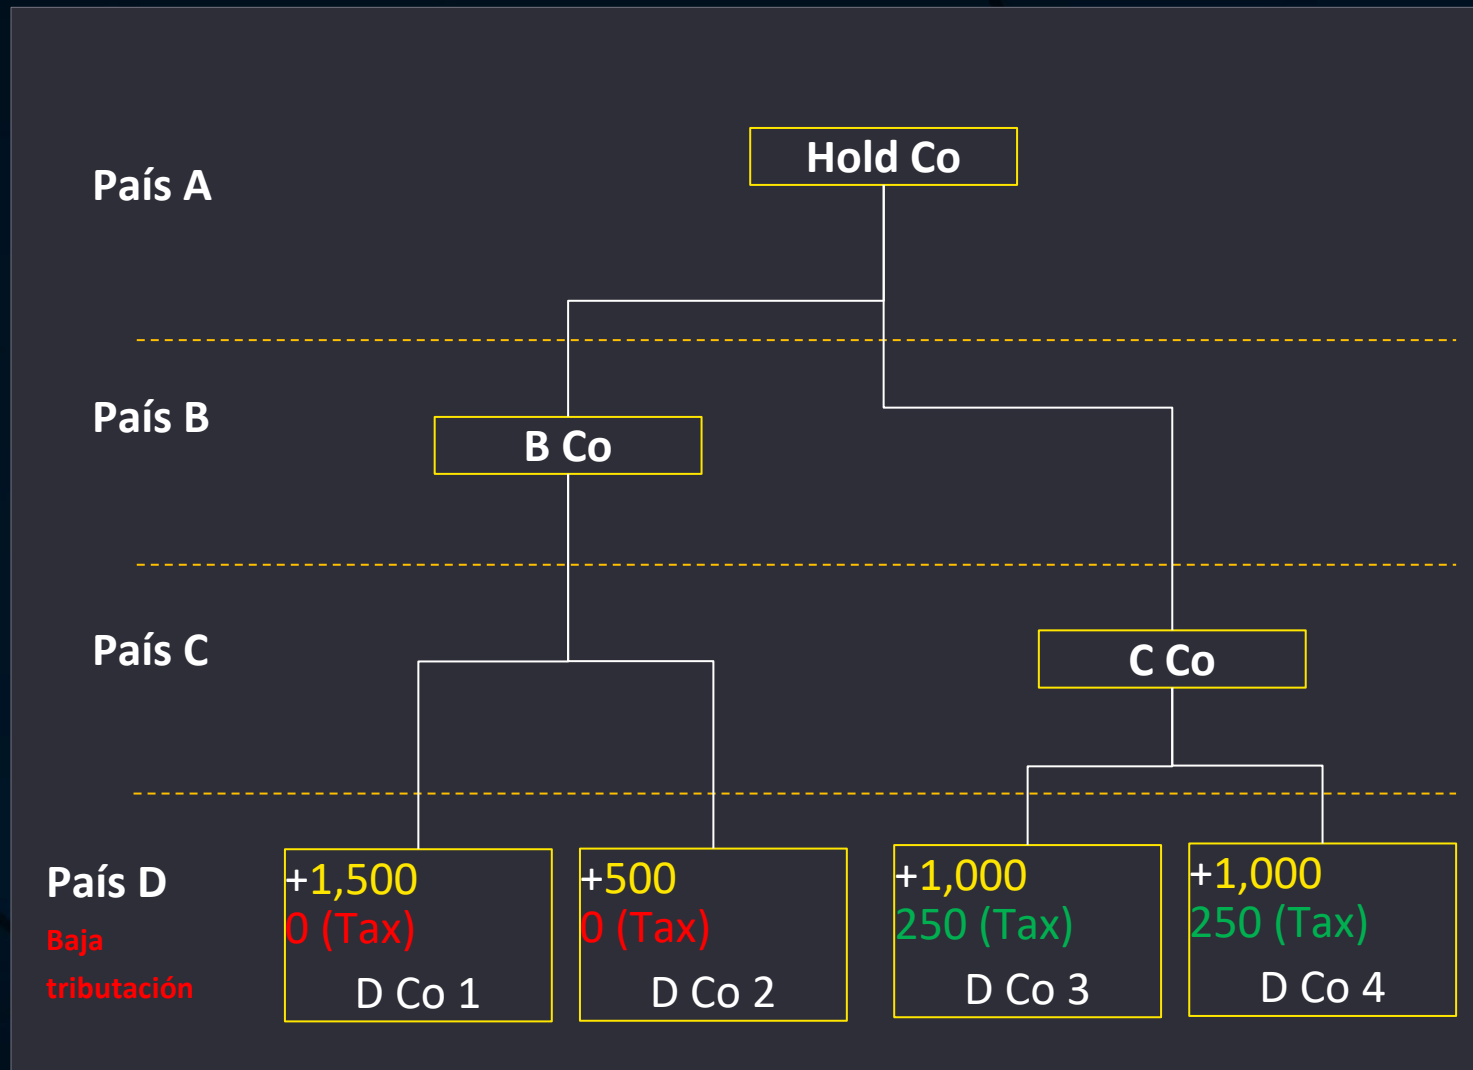 País A
Hold Co
País B
B Co
País C
C Co
País D
Baja
tributación
+1,500
0 (Tax)
D Co 1
+500
0 (Tax)
D Co 2
+1,000
250 (Tax)
D Co 3
+1,000
250 (Tax)
D Co 4